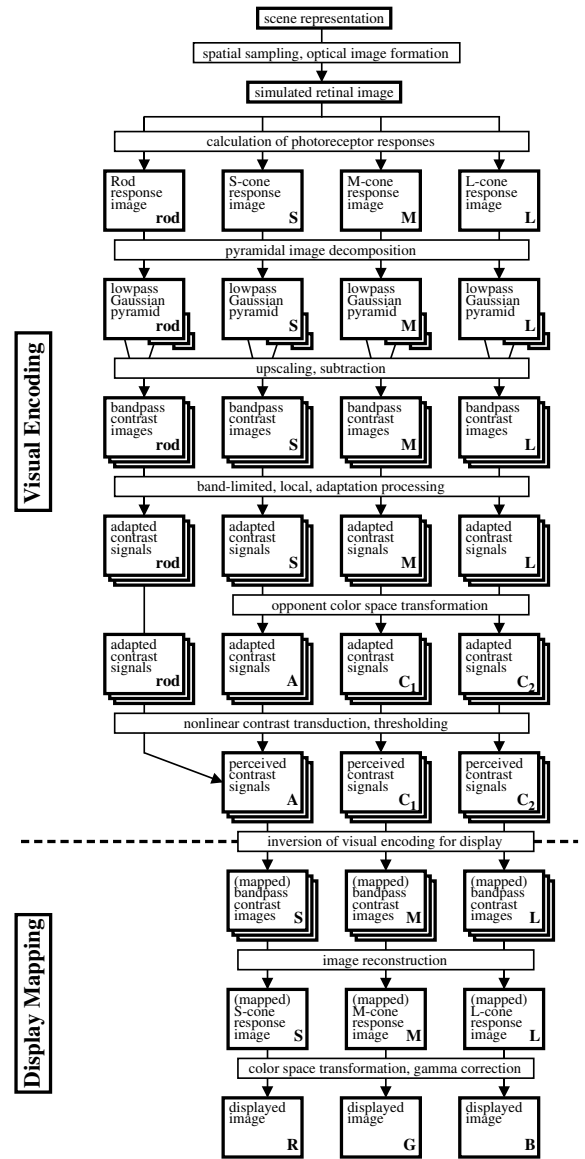 scene representation
spatial sampling, optical image formation
simulated retinal image
calculation of photoreceptor responses
Rod
response
image
rod
S-cone
response
image
S
M-cone
response
image
M
L-cone
response
image
L
pyramidal image decomposition
lowpass
Gaussian
pyramid
rod
lowpass
Gaussian
pyramid
S
lowpass
Gaussian
pyramid
M
lowpass
Gaussian
pyramid
L
upscaling, subtraction
bandpass
contrast
images
rod
bandpass
contrast
images
S
bandpass
contrast
images
M
bandpass
contrast
images
L
band-limited, local, adaptation processing
adapted
contrast
signals
rod
adapted
contrast
signals
S
adapted
contrast
signals
M
adapted
contrast
signals
L
opponent color space transformation
adapted
contrast
signals
rod
adapted
contrast
signals
A
adapted
contrast
signals
C1
adapted
contrast
signals
C2
nonlinear contrast transduction, thresholding
perceived
contrast
signals
A
perceived
contrast
signals
C1
perceived
contrast
signals
C2
Visual Encoding
inversion of visual encoding for display
(mapped)
bandpass
contrast
images
S
(mapped)
bandpass
contrast
images
M
(mapped)
bandpass
contrast
images
L
image reconstruction
(mapped)
S-cone
response
image
S
(mapped)
M-cone
response
image
M
(mapped)
L-cone
response
image
L
color space transformation, gamma correction
displayed
image
R
displayed
image
G
displayed
image
B
Display Mapping